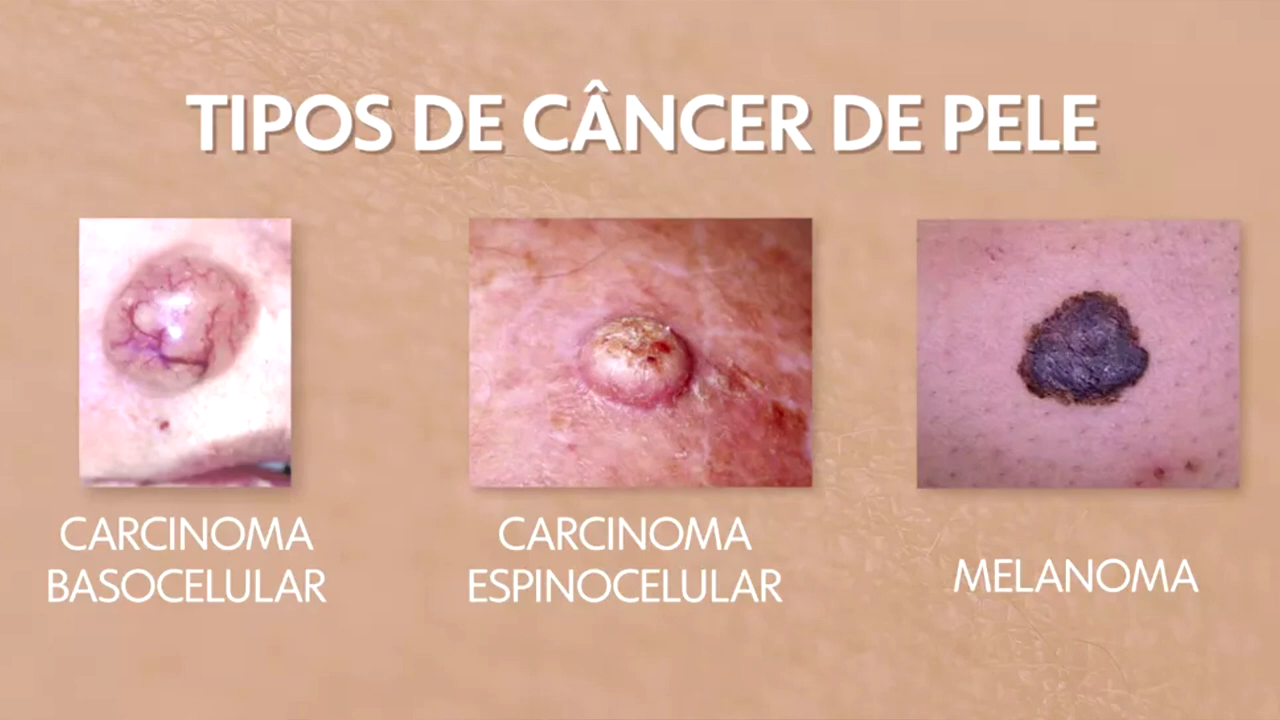 TIPOS DE CÂNCER DE PELE
CARCINOMA
BASOCELULAR
CARCINOMA
ESPINOCELULAR
MELANOMA